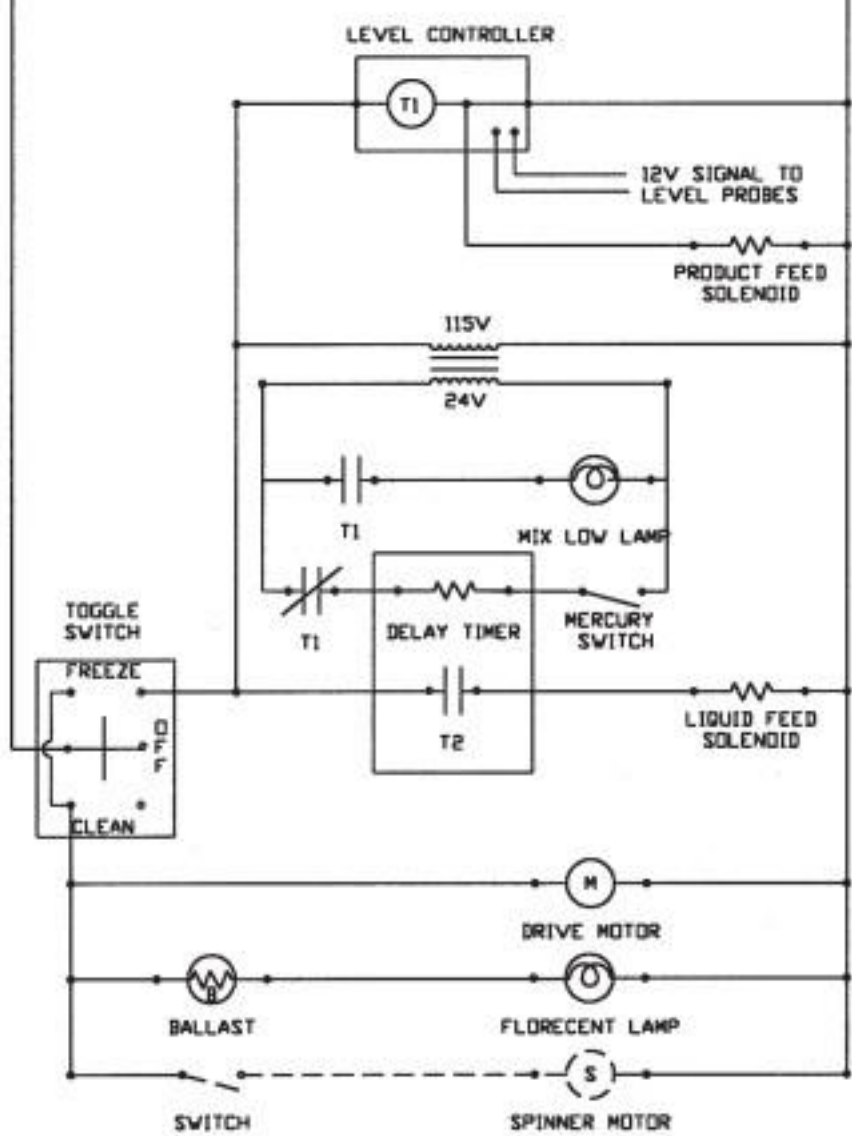 LEVEL CONTROLLER
T1
12V SIGNAL TO
LEVEL PROBES
PRODUCT FEED
SOLENOID
115V
24V
T1
MIX LOW LAMP
TOGGLE
SWITCH
T1
DELAY TIMER
MERCURY
SWITCH
FREEZE
OFF
T2
LIQUID FEED
SOLENOID
CLEAN
M
DRIVE MOTOR
B
BALLAST
FLORECENT LAMP
S
SWITCH
SPINNER MOTOR